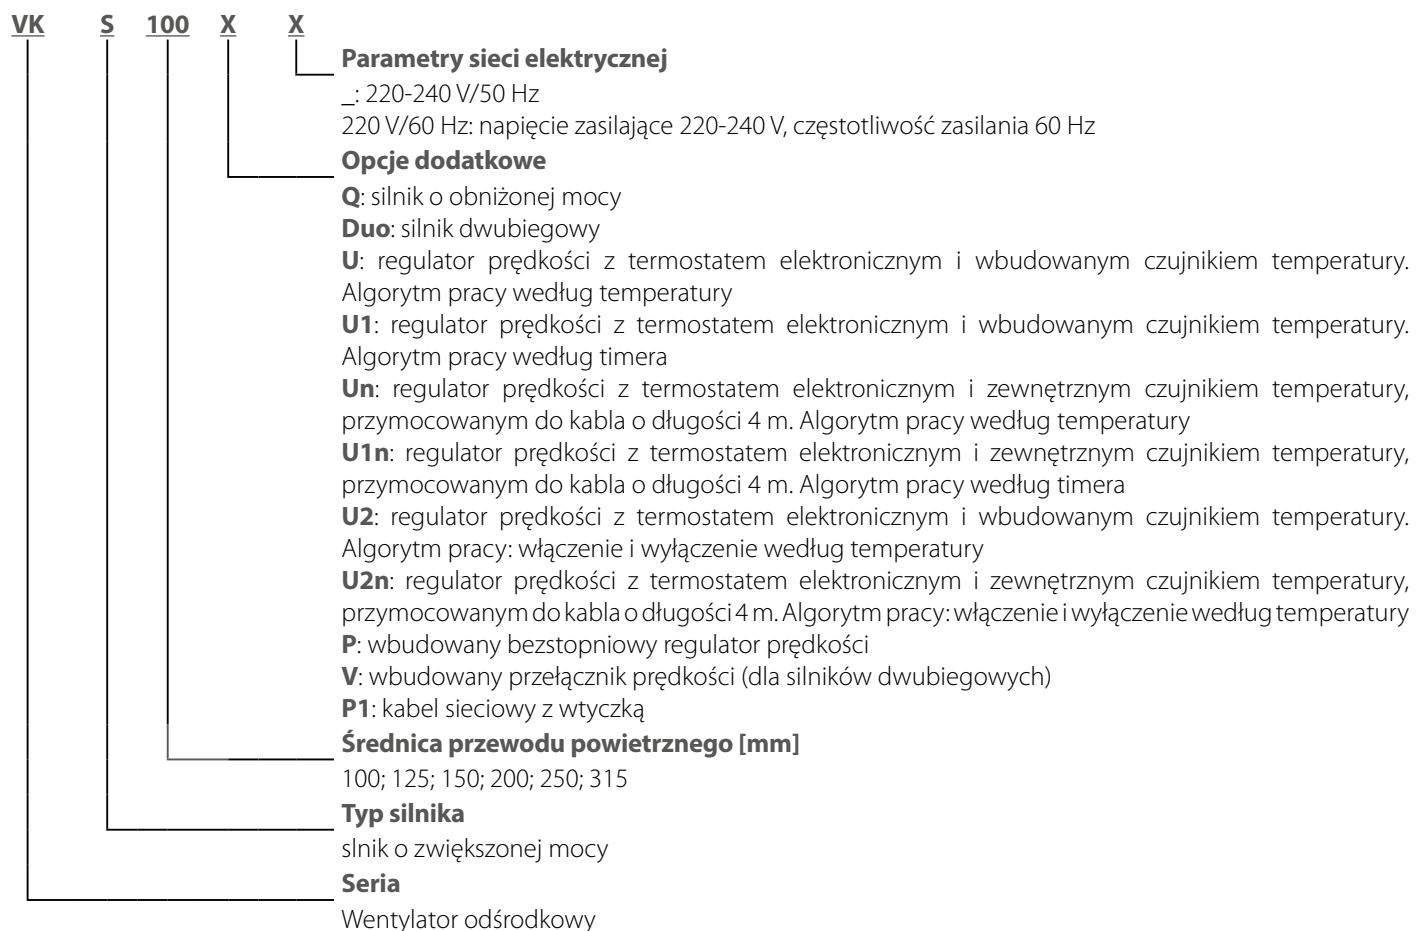 VK S 100 X X
Parametry sieci elektrycznej
_: 220-240 V/50 Hz
220 V/60 Hz: napięcie zasilające 220-240 V, częstotliwość zasilania 60 Hz
Opcje dodatkowe
Q: silnik o obniżonej mocy
Duo: silnik dwubiegowy
U: regulator prędkości z termostatem elektronicznym i wbudowanym czujnikiem temperatury.
Algorytm pracy według temperatury
U1: regulator prędkości z termostatem elektronicznym i wbudowanym czujnikiem temperatury.
Algorytm pracy według timera
Un: regulator prędkości z termostatem elektronicznym i zewnętrznym czujnikiem temperatury,
przymocowanym do kabla o długości 4 m. Algorytm pracy według temperatury
U1n: regulator prędkości z termostatem elektronicznym i zewnętrznym czujnikiem temperatury,
przymocowanym do kabla o długości 4 m. Algorytm pracy według timera
U2: regulator prędkości z termostatem elektronicznym i wbudowanym czujnikiem temperatury.
Algorytm pracy: włączenie i wyłączenie według temperatury
U2n: regulator prędkości z termostatem elektronicznym i zewnętrznym czujnikiem temperatury,
przymocowanym do kabla o długości 4 m. Algorytm pracy: włączenie i wyłączenie według temperatury
P: wbudowany bezstopniowy regulator prędkości
V: wbudowany przełącznik prędkości (dla silników dwubiegowych)
P1: kabel sieciowy z wtyczką
Średnica przewodu powietrznego [mm]
100; 125; 150; 200; 250; 315
Typ silnika
slnik o zwiększonej mocy
Seria
Wentylator odśrodkowy